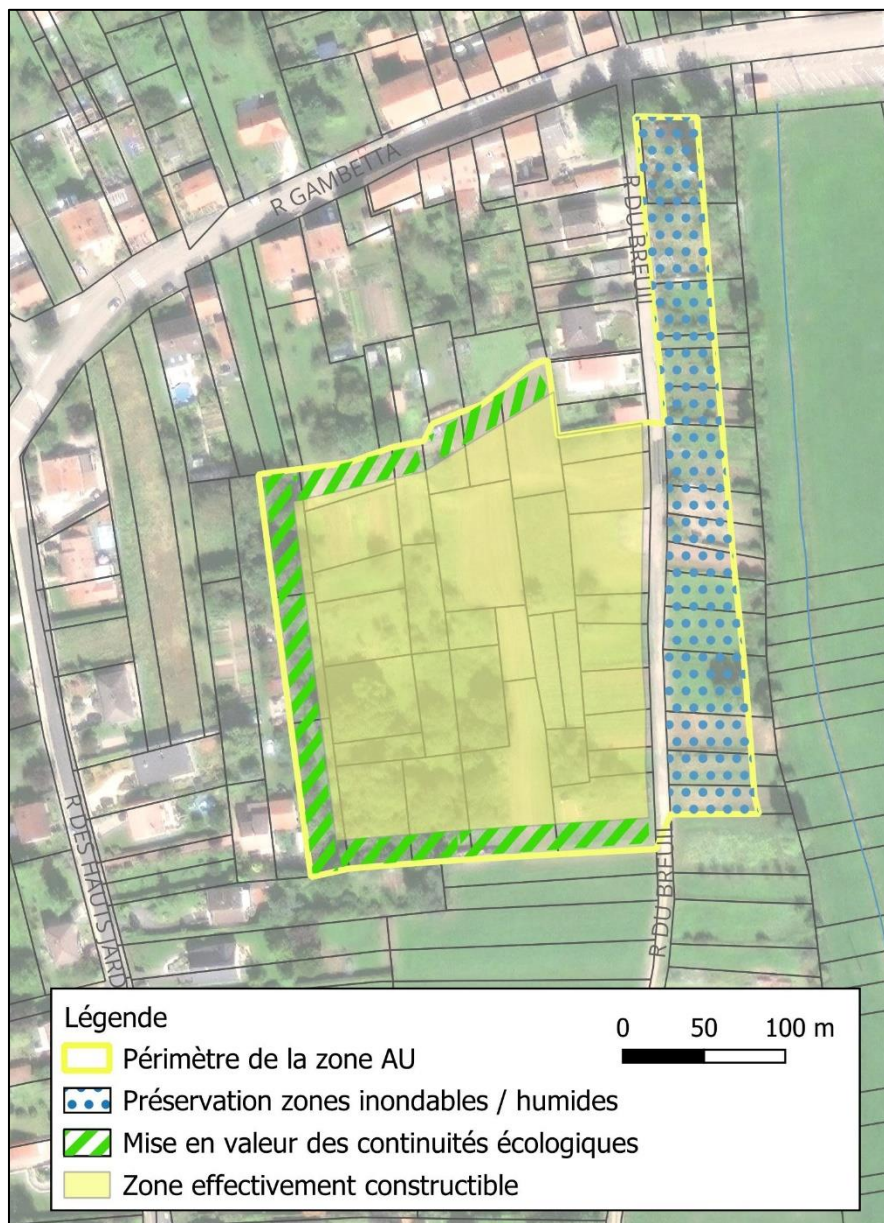 R GAMBETTA
R DU BREUIL
R DES HAUTS JARD
R DU BREUIL
Légende
0 50 100 m
Périmètre de la zone AU
Préservation zones inondables / humides
Mise en valeur des continuités écologiques
Zone effectivement constructible